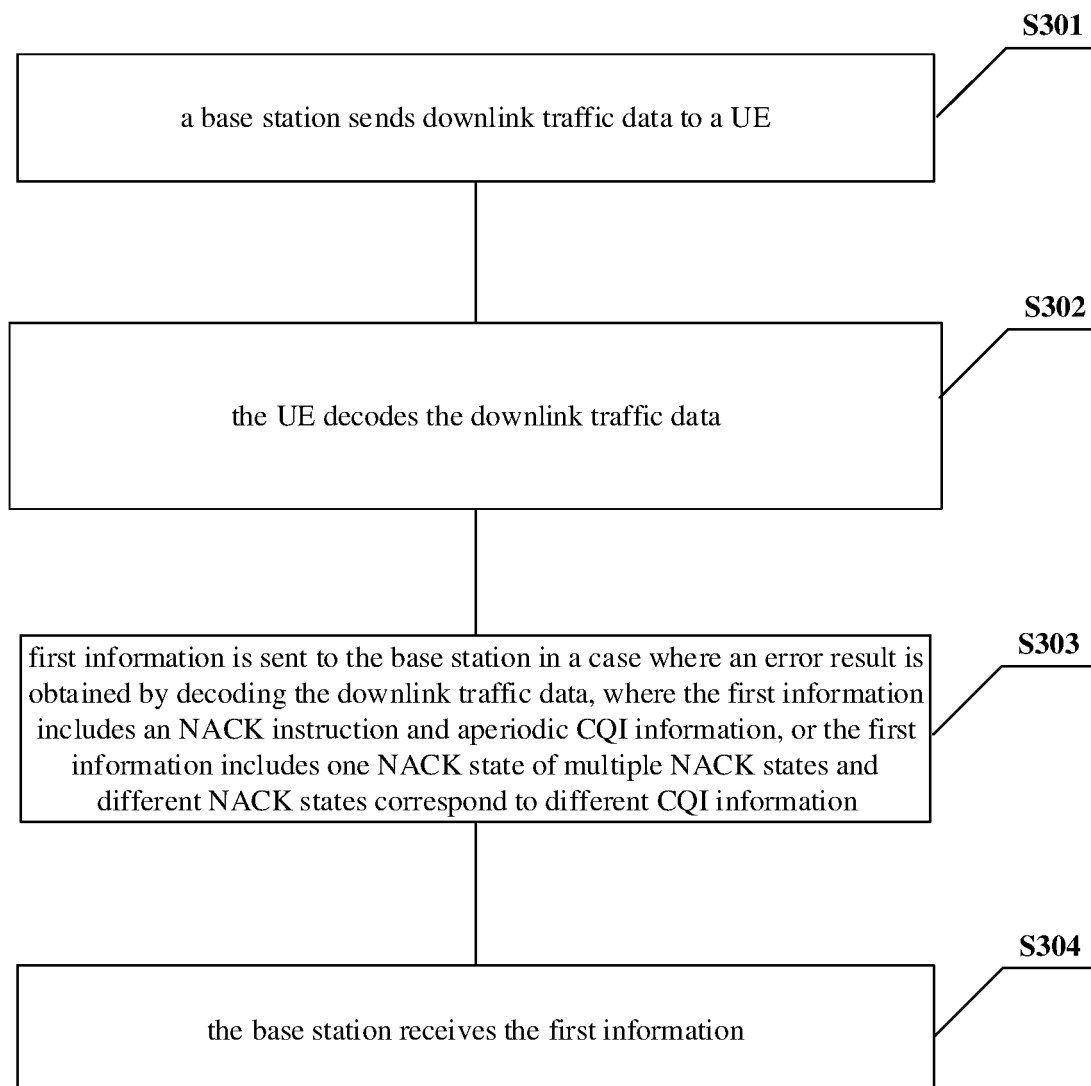 S301
a base station sends downlink traffic data to a UE
S302
the UE decodes the downlink traffic data
S303
first information is sent to the base station in a case where an error result is
obtained by decoding the downlink traffic data, where the first information
includes an NACK instruction and aperiodic CQI information, or the first
information includes one NACK state of multiple NACK states and
different NACK states correspond to different CQI information
S304
the base station receives the first information